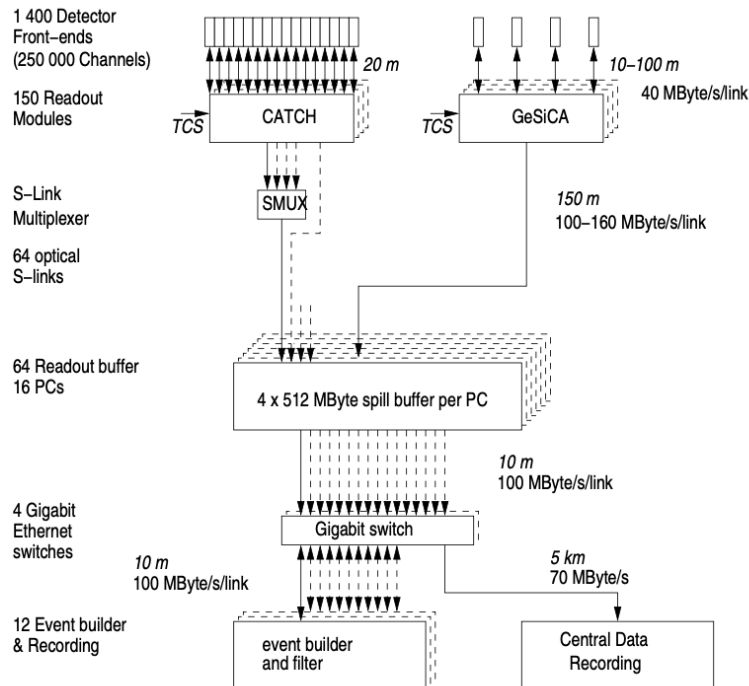 1 400 Detector
Front-ends
(250 000 Channels)
20 m
10–100 m
40 MByte/s/link
150 Readout
Modules
TCS
CATCH
TCS
GeSiCA
S–Link
Multiplexer
SMUX
150 m
100–160 MByte/s/link
64 optical
S-links
64 Readout buffer
16 PCs
4 x 512 MByte spill buffer per PC
10 m
100 MByte/s/link
4 Gigabit
Ethernet
switches
Gigabit switch
10 m
100 MByte/s/link
5 km
70 MByte/s
12 Event builder
& Recording
event builder
and filter
Central Data
Recording